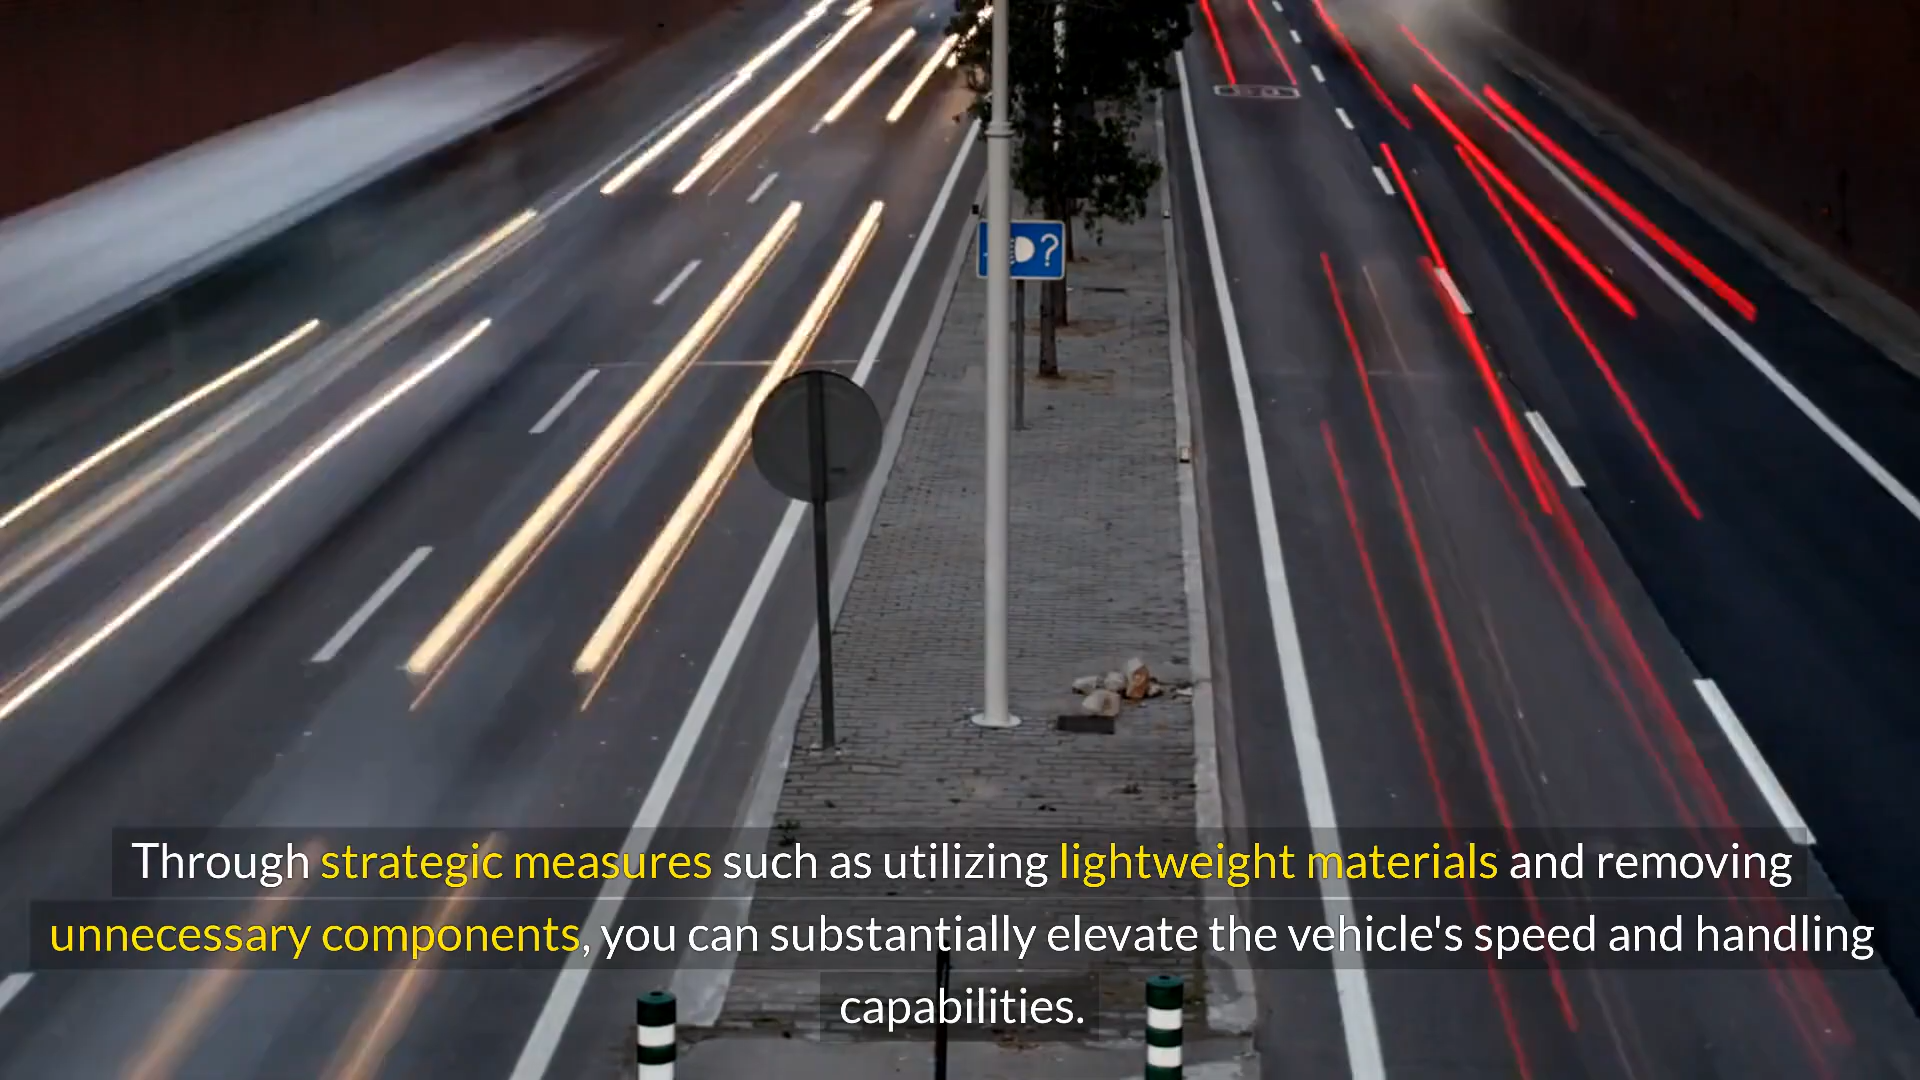 ?
Through strategic measures such as utilizing lightweight materials and removing
unnecessary components, you can substantially elevate the vehicle's speed and handling
capabilities.